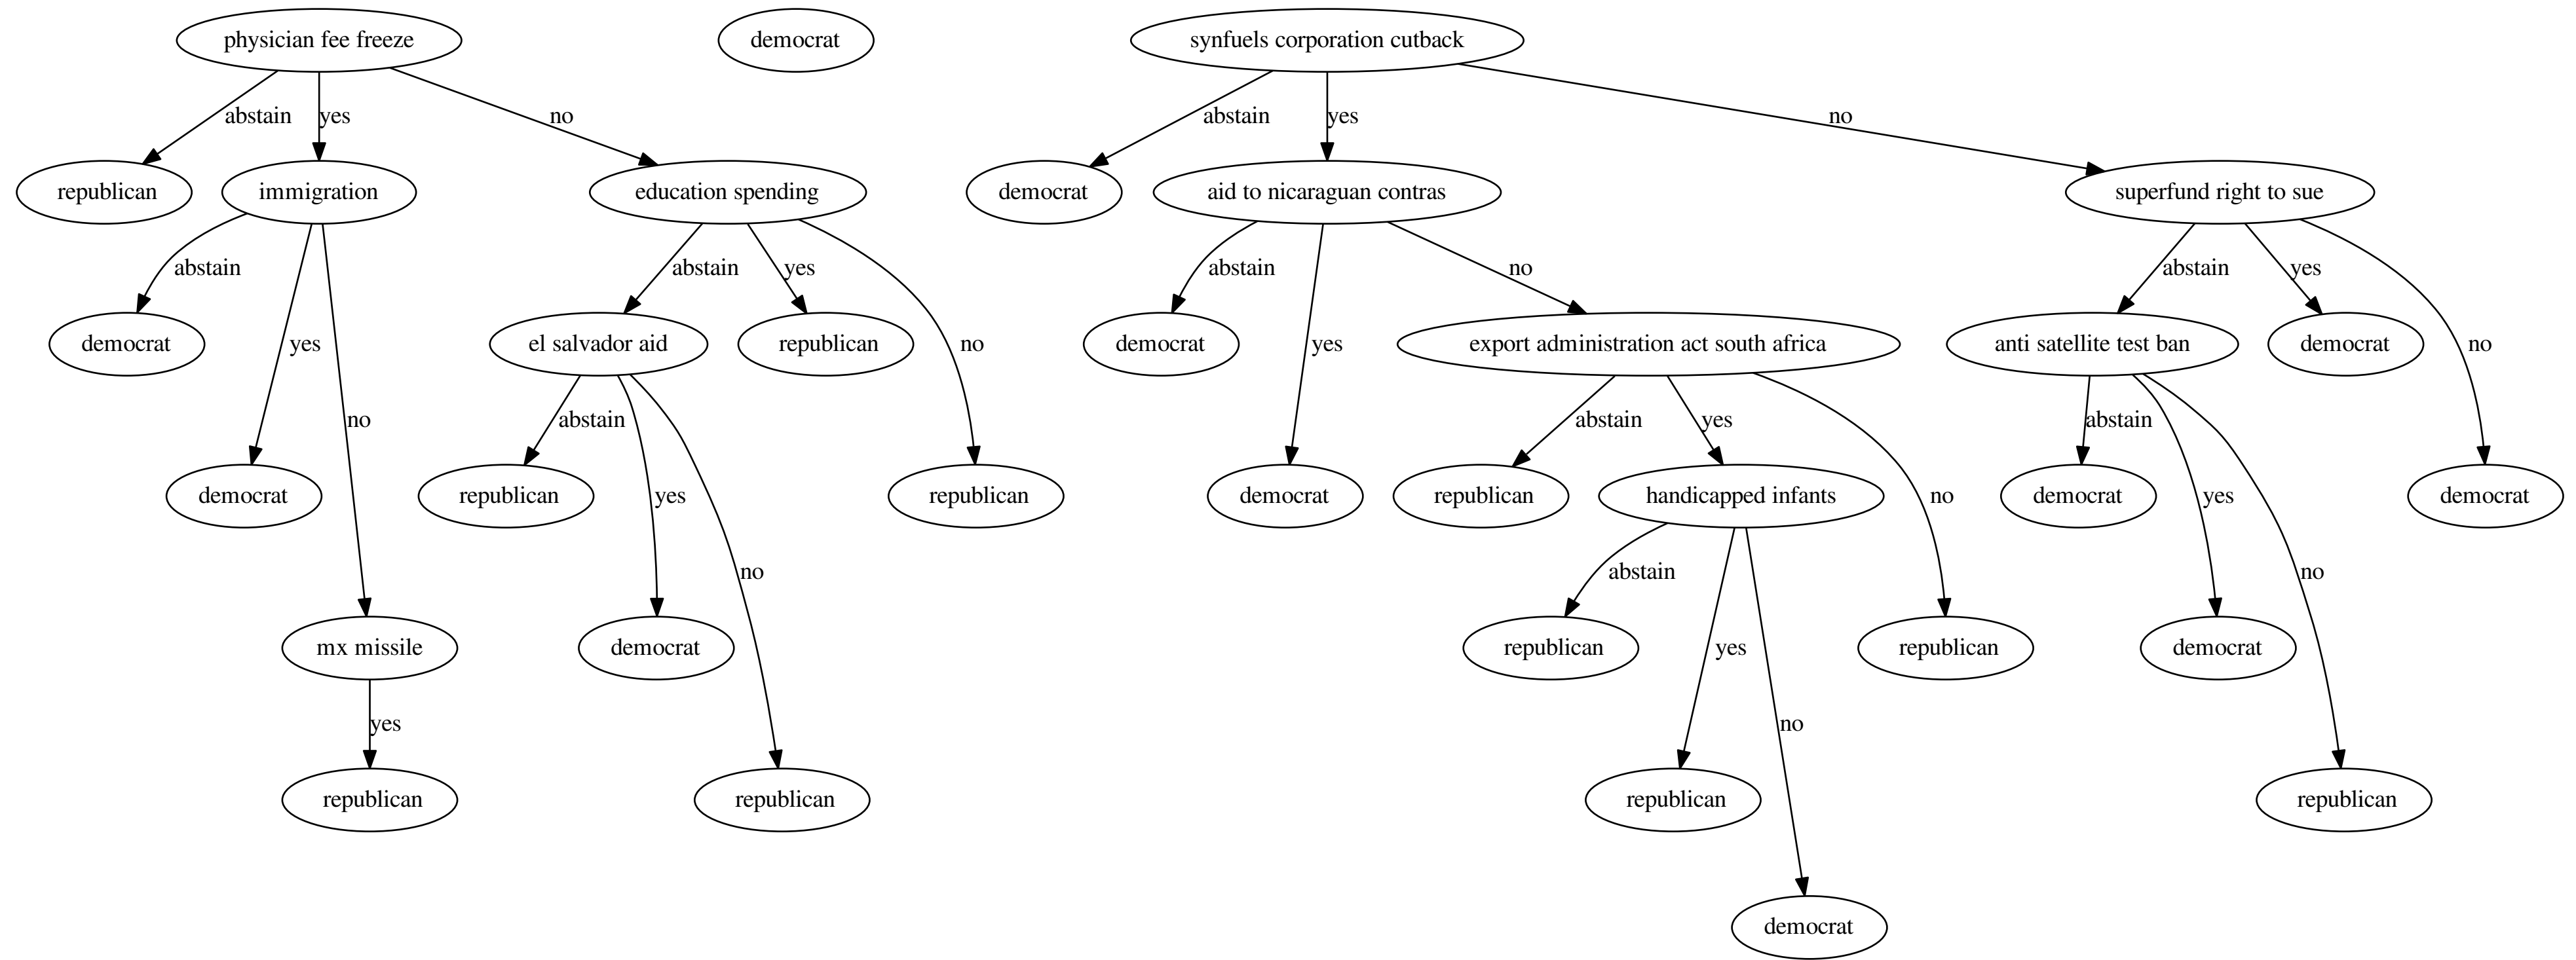 physician fee freeze
democrat
synfuels corporation cutback
abstain
yes
no
abstain
yes
no
republican
immigration
education spending
democrat
aid to nicaraguan contras
superfund right to sue
abstain
abstain
yes
abstain
no
abstain
yes
democrat
yes
no
el salvador aid
republican
no
democrat
yes
export administration act south africa
anti satellite test ban
democrat
no
abstain
abstain
yes
abstain
democrat
republican
yes
republican
democrat
republican
handicapped infants
no
democrat
yes
democrat
no
abstain
no
mx missile
democrat
republican
yes
republican
democrat
yes
no
republican
republican
republican
republican
democrat